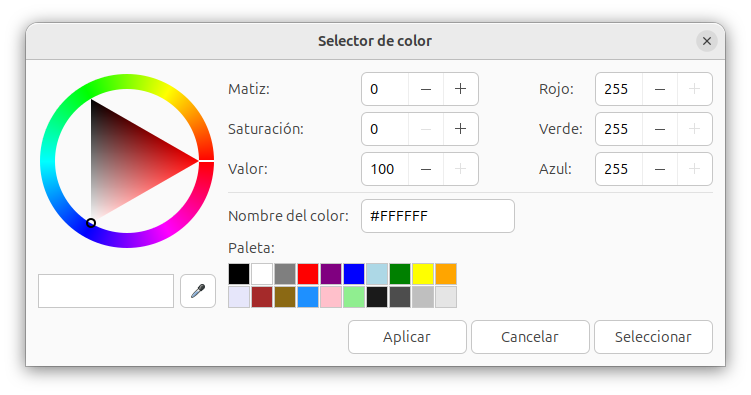 Selector de color
Matiz: 0 Rojo: 255
Saturación: 0 Verde: 255
Valor: 100 Azul: 255
Nombre del color: #FFFFFF
Paleta:
Aplicar Cancelar Seleccionar